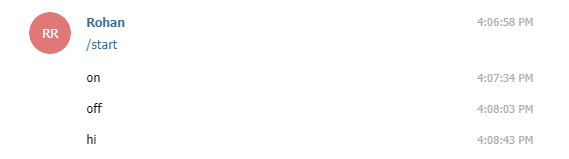 RR
Rohan 4:06:58 PM
/start
on 4:07:34 PM
off 4:08:03 PM
hi 4:08:43 PM